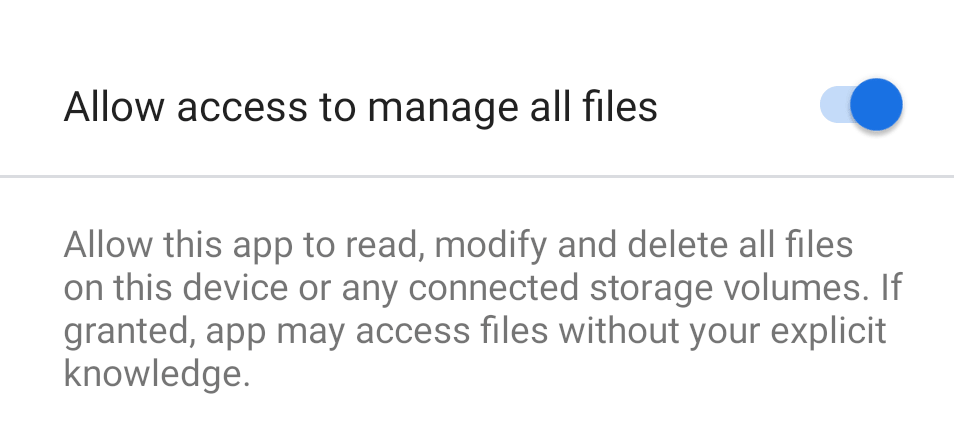 Allow access to manage all files
Allow this app to read, modify and delete all files
on this device or any connected storage volumes. If
granted, app may access files without your explicit
knowledge.